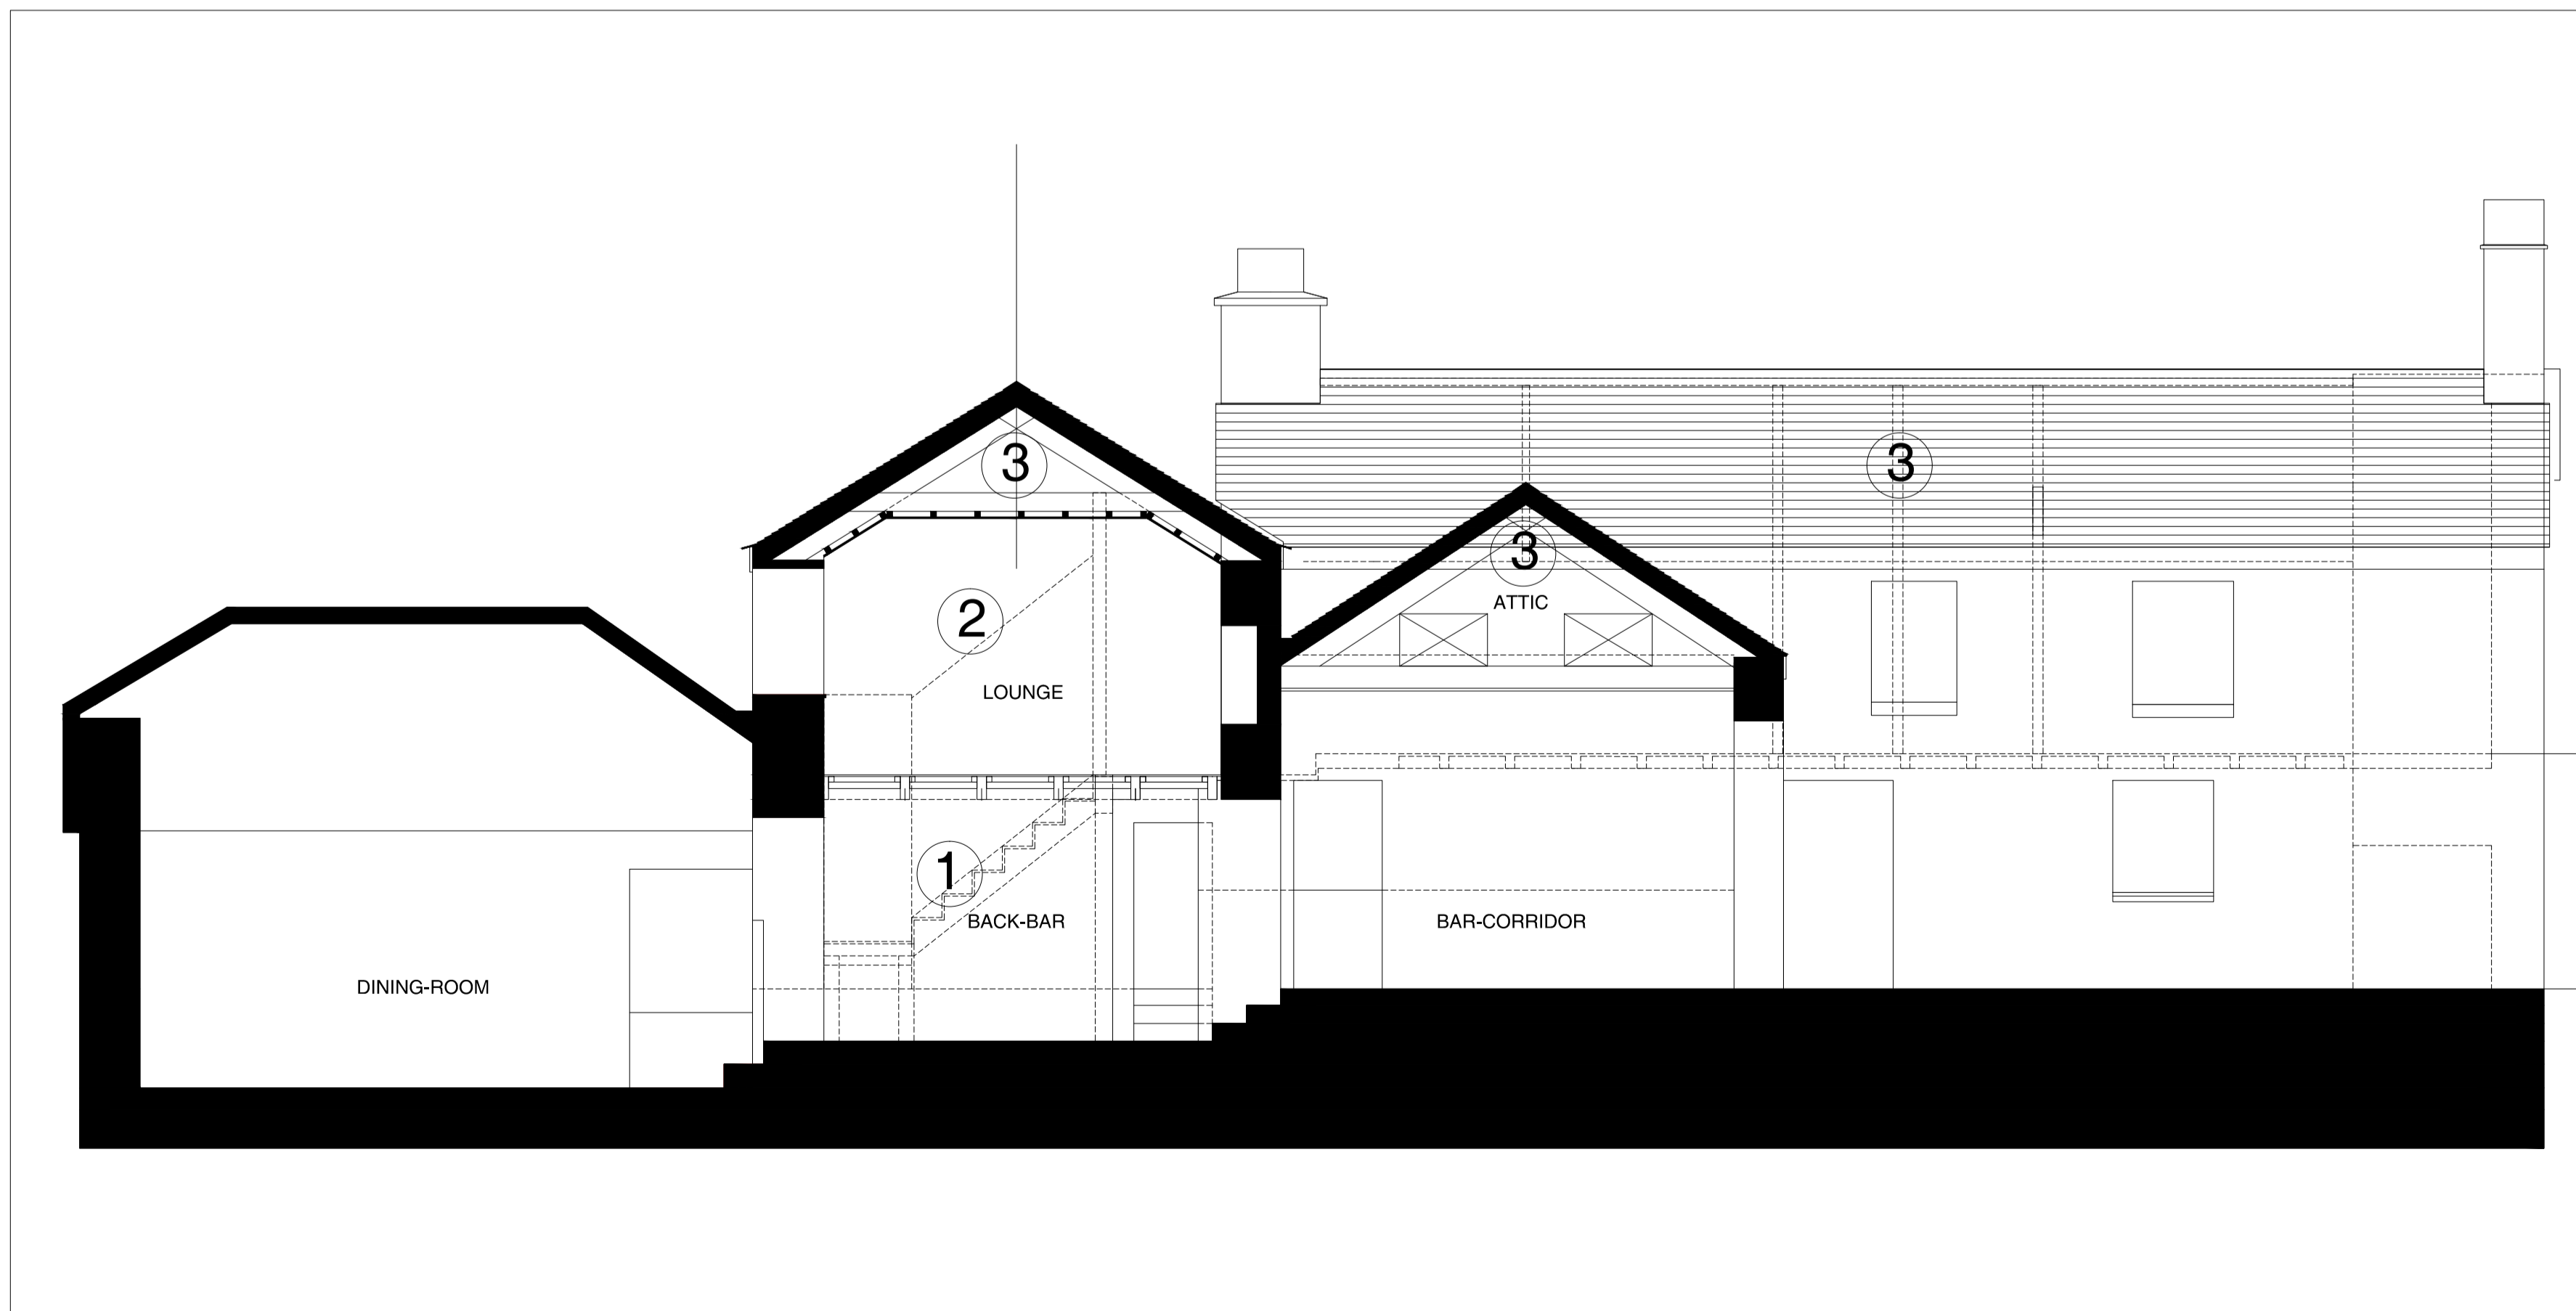 3
3
3
ATTIC
2
LOUNGE
1
BACK-BAR
BAR-CORRIDOR
DINING-ROOM